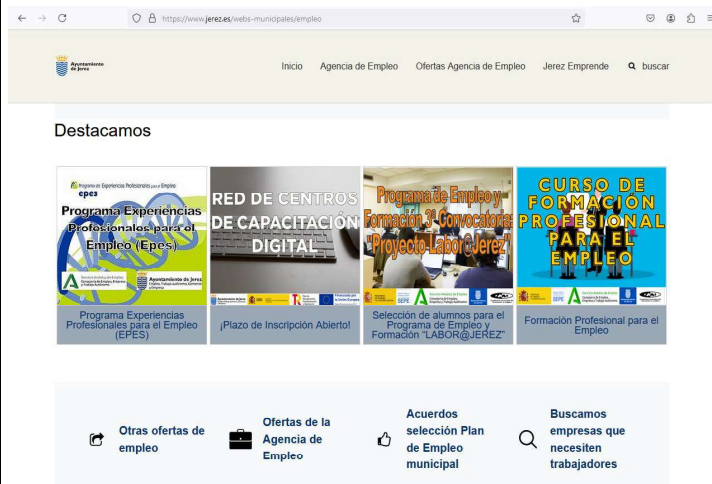 https://www.jerez.es/webs-municipales/empleo
Ayuntamiento
de Jerez
Inicio
Agencia de Empleo
Ofertas Agencia de Empleo
Jerez Emprende
buscar
Destacamos
Programa de Experiencias Profesionales para el Empleo
epes
Programa Experiencias
Profesionales para el
Empleo (Epes)
Ayuntamiento de Jerez
Programa Experiencias
Profesionales para el Empleo
(EPES)
RED DE CENTROS
DE CAPACITACIÓN
DIGITAL
¡Plazo de Inscripción Abierto!
Programa de Empleo y
Formación 3ª Convocatoria:
"Proyecto-Labor@Jerez"
SEPE
Selección de alumnos para el
Programa de Empleo y
Formación "LABOR@JEREZ"
CURSO DE
FORMACIÓN
PROFESIONAL
PARA EL
EMPLEO
SEPE
Formación Profesional para el
Empleo
Otras ofertas de
empleo
Ofertas de la
Agencia de
Empleo
Acuerdos
selección Plan
de Empleo
municipal
Buscamos
empresas que
necesiten
trabajadores